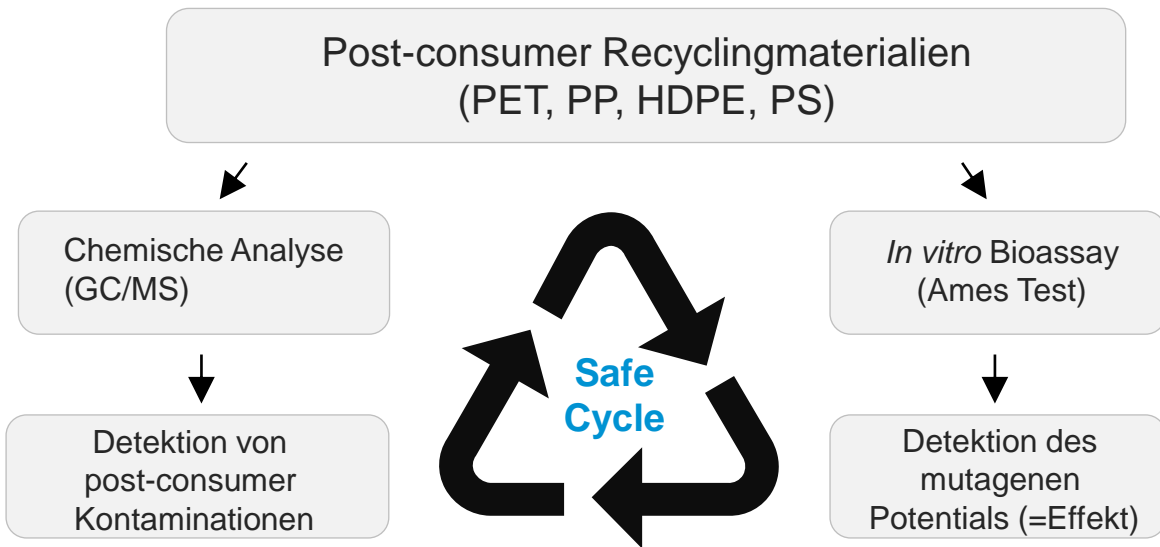 Post-consumer Recyclingmaterialien
(PET, PP, HDPE, PS)
Chemische Analyse
(GC/MS)
In vitro Bioassay
(Ames Test)
Safe
Cycle
Detektion von
post-consumer
Kontaminationen
Detektion des
mutagenen
Potentials (=Effekt)